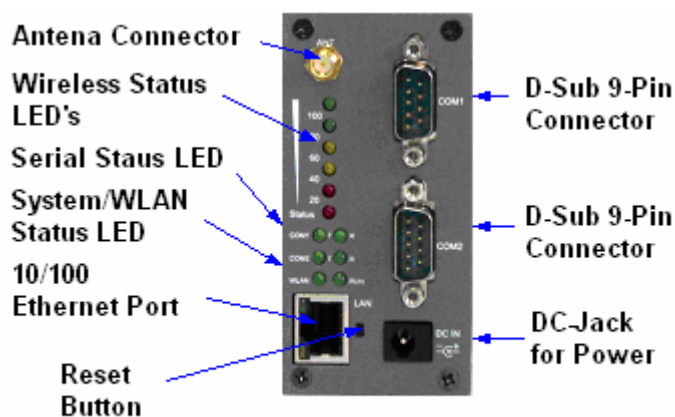 Antena Connector
Wireless Status
LED's
Serial Staus LED
System/WLAN
Status LED
10/100
Ethernet Port
Reset
Button
ANT
100
60
40
20
Status
COM1 T R
COM2 T R
WLAN
LAN
COM1
COM2
DC IN
D-Sub 9-Pin
Connector
D-Sub 9-Pin
Connector
DC-Jack
for Power